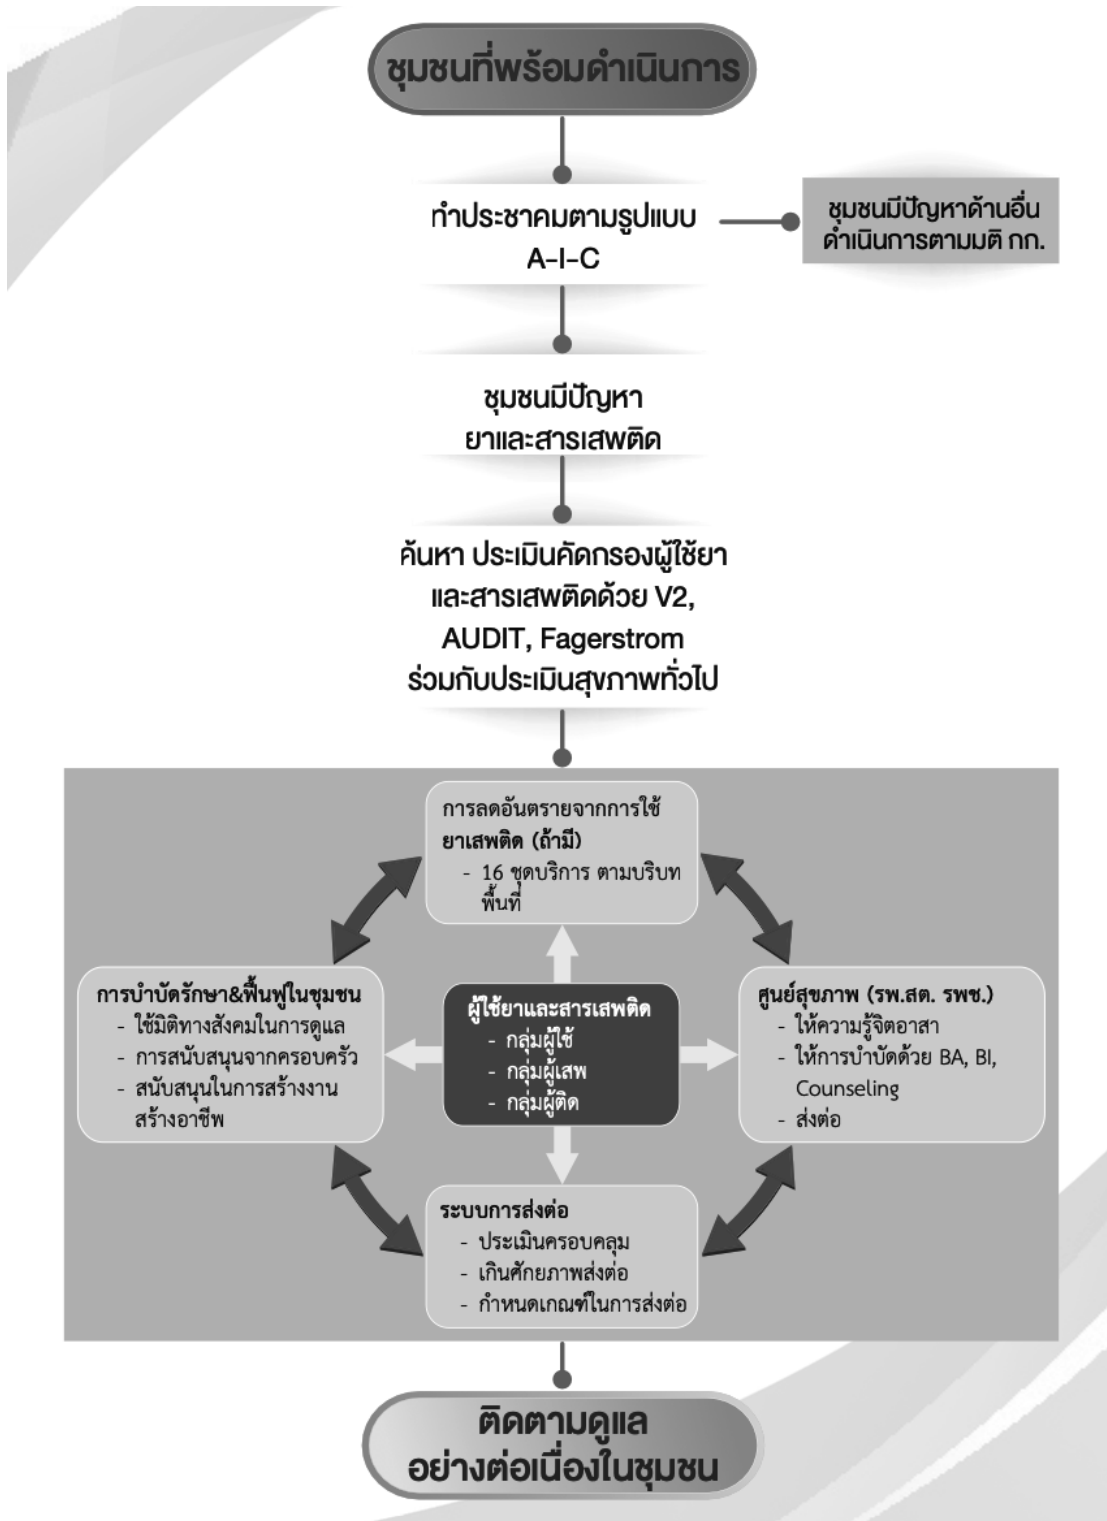 ชุมชนที่พร้อมดำเนินการ
ทำประชาคมตามรูปแบบ
A-I-C
ชุมชนมีปัญหาด้านอื่น
ดำเนินการตามมติ กก.
ชุมชนมีปัญหา
ยาและสารเสพติด
ค้นหา ประเมินคัดกรองผู้ใช้ยา
และสารเสพติดด้วย V2,
AUDIT, Fagerstrom
ร่วมกับประเมินสุขภาพทั่วไป
การลดอันตรายจากการใช้
ยาเสพติด (ถ้ามี)
- 16 ชุดบริการ ตามบริบท
พื้นที่
การบำบัดรักษา&ฟื้นฟูในชุมชน
- ใช้มิติทางสังคมในการดูแล
- การสนับสนุนจากครอบครัว
- สนับสนุนในการสร้างงาน
สร้างอาชีพ
ผู้ใช้ยาและสารเสพติด
- กลุ่มผู้ใช้
- กลุ่มผู้เสพ
- กลุ่มผู้ติด
ศูนย์สุขภาพ (รพ.สต. รพช.)
- ให้ความรู้จิตอาสา
- ให้การบำบัดด้วย BA, BI,
Counseling
- ส่งต่อ
ระบบการส่งต่อ
- ประเมินครอบคลุม
- เกินศักยภาพส่งต่อ
- กำหนดเกณฑ์ในการส่งต่อ
ติดตามดูแล
อย่างต่อเนื่องในชุมชน